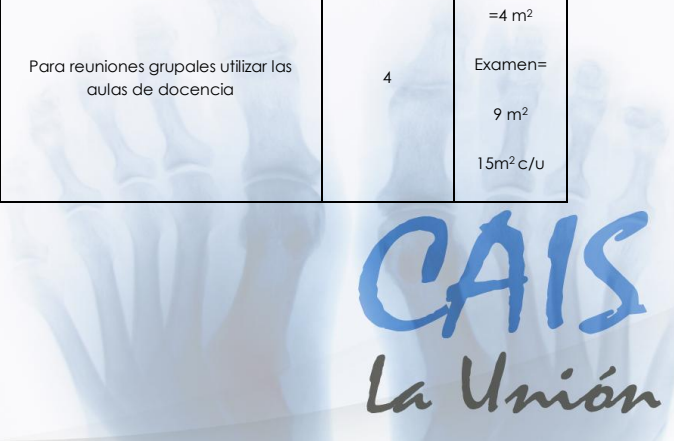 =4 m²
Para reuniones grupales utilizar las
aulas de docencia
4
Examen=
9 m²
15m² c/u
CAIS
La Unión